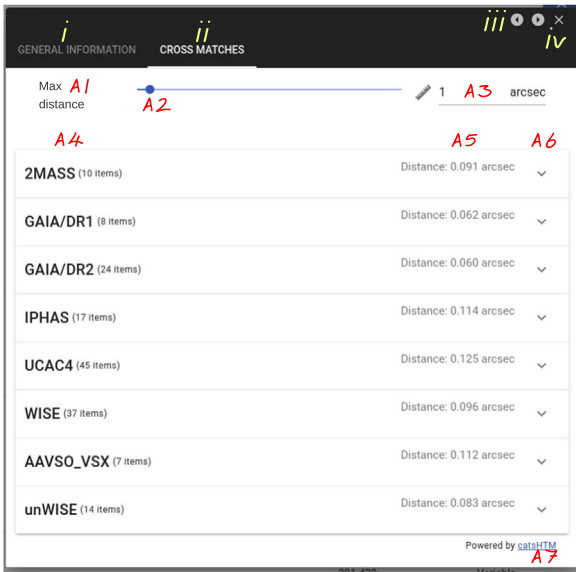 i ii iii iv
GENERAL INFORMATION CROSS MATCHES
Max A1
distance A2 1 A3 arcsec
A4 A5 A6
2MASS (10 items) Distance: 0.091 arcsec
GAIA/DR1 (8 items) Distance: 0.062 arcsec
GAIA/DR2 (24 items) Distance: 0.060 arcsec
IPHAS (17 items) Distance: 0.114 arcsec
UCAC4 (45 items) Distance: 0.125 arcsec
WISE (37 items) Distance: 0.096 arcsec
AAVSO_VSX (7 items) Distance: 0.112 arcsec
unWISE (14 items) Distance: 0.083 arcsec
Powered by catsHTM
A7